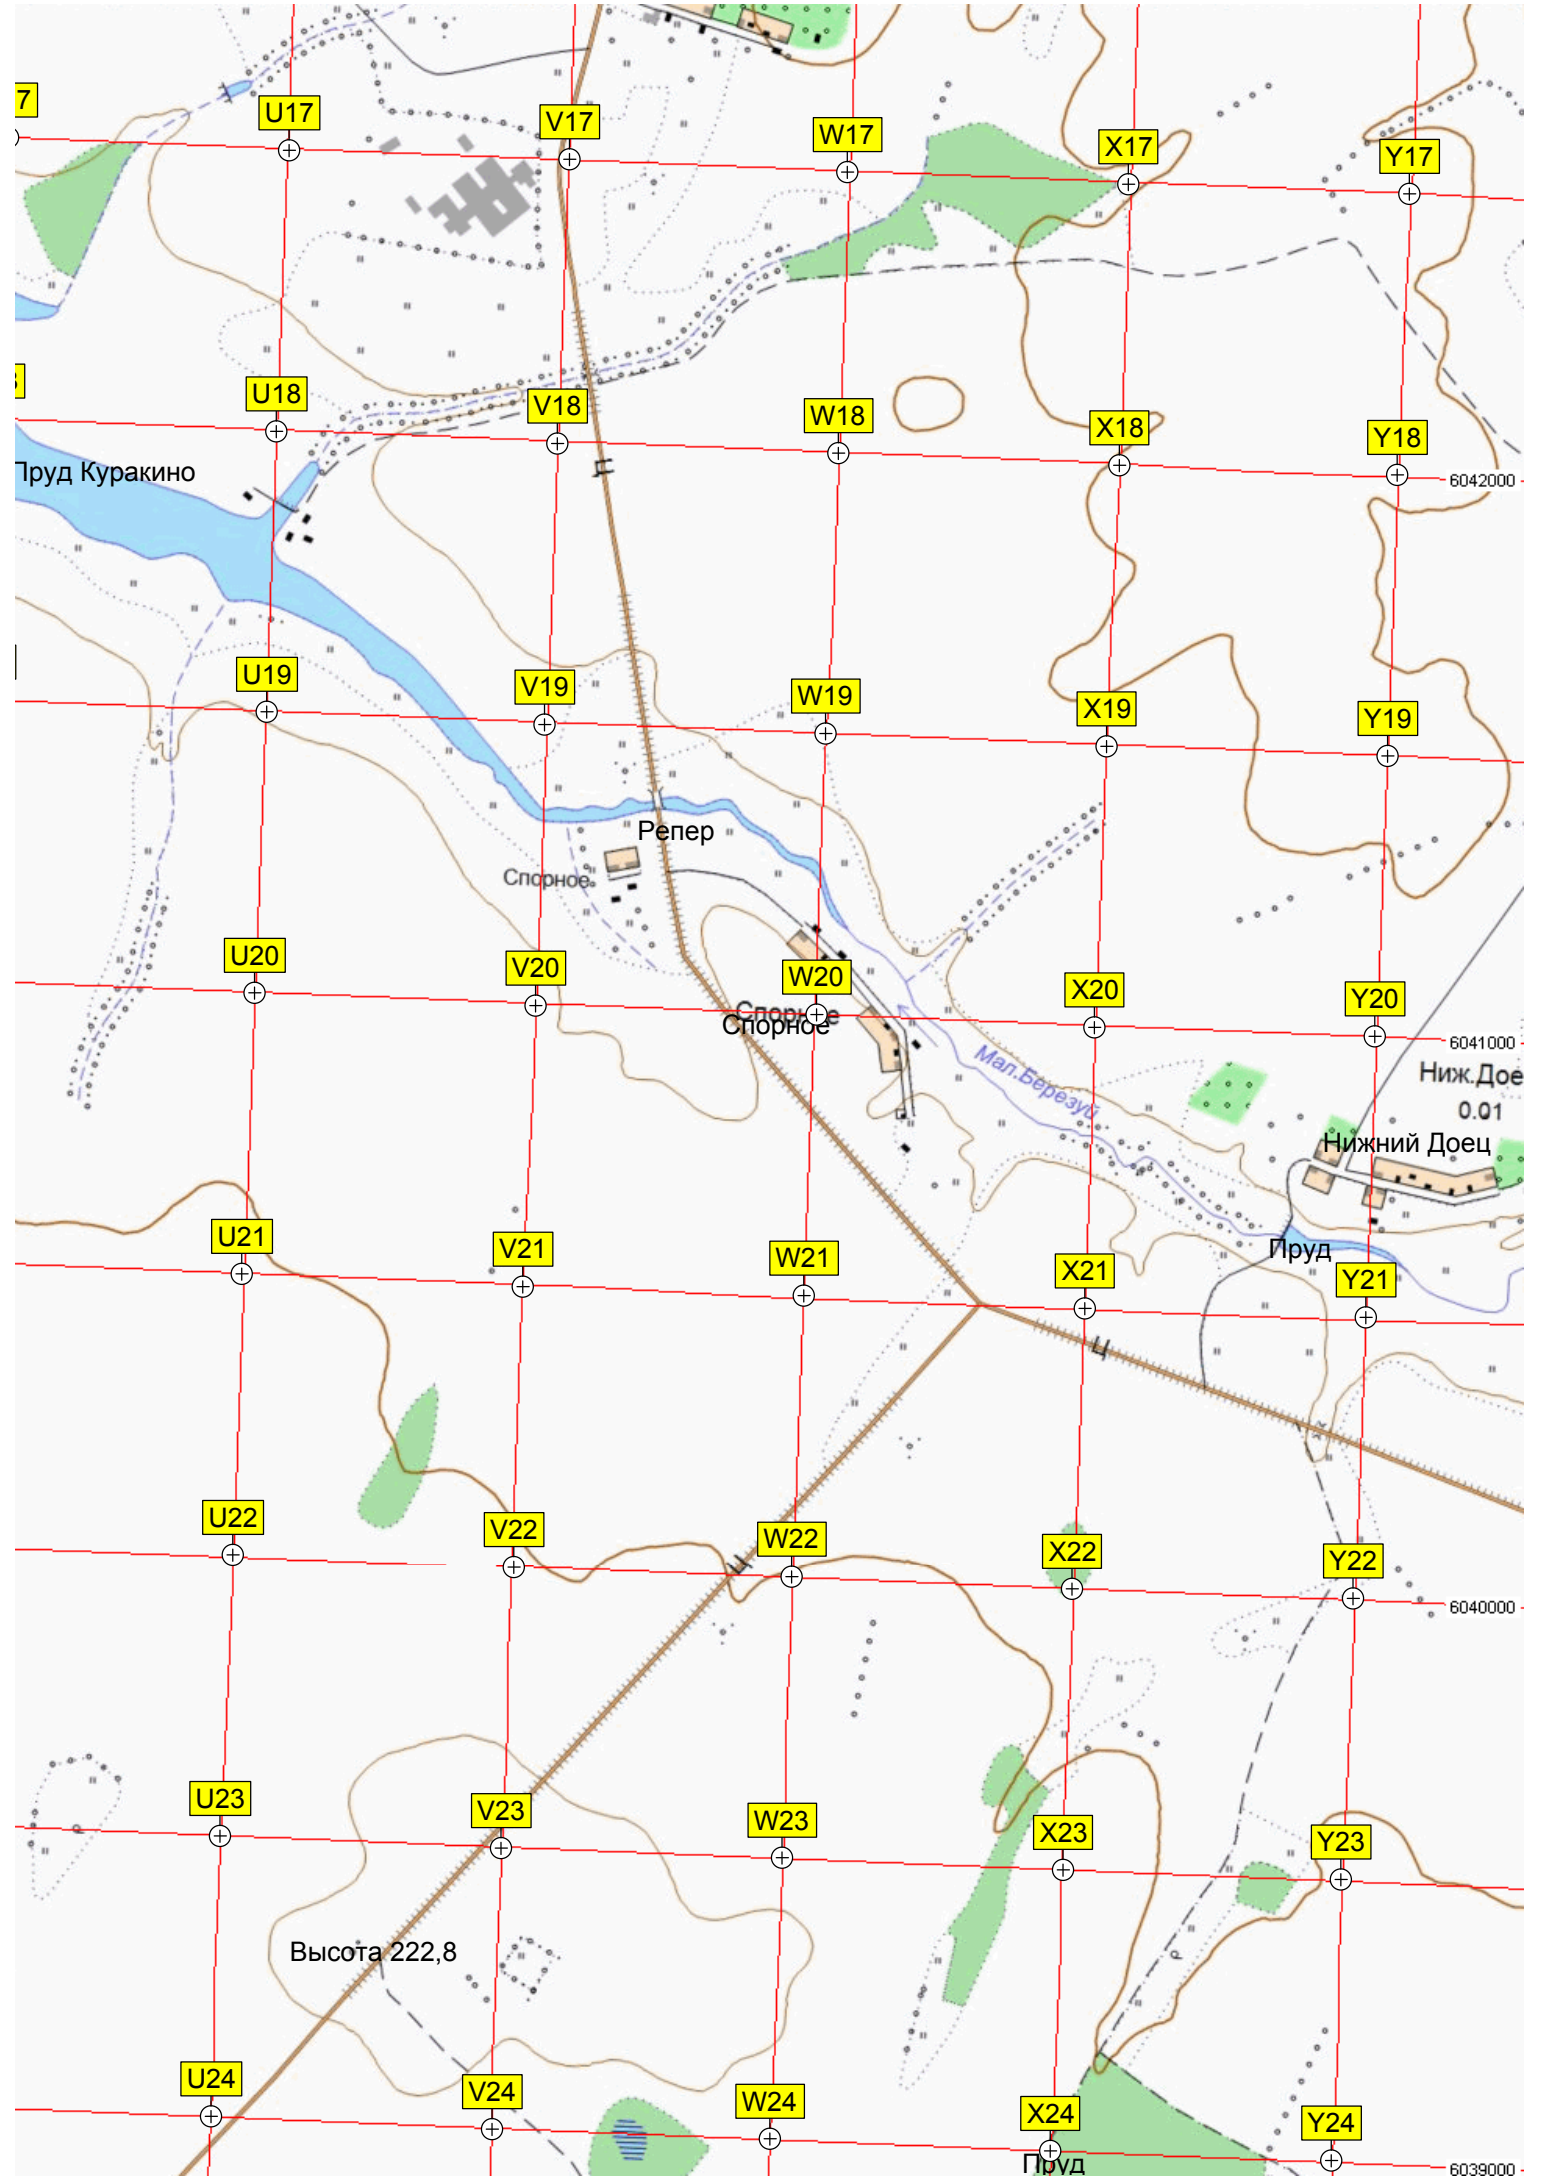 7
U17
V17
W17
X17
Y17
U18
V18
W18
X18
Y18
Пруд Куракино
6042000
U19
V19
W19
X19
Y19
Репер
Спорное
U20
V20
W20
X20
Y20
Спорное
Спорное
6041000
Мал.Березуй
Ниж.Дое
0.01
Нижний Доец
U21
V21
W21
X21
Y21
Пруд
Ц
U22
V22
W22
X22
Y22
Ц
6040000
U23
V23
W23
X23
Y23
Высота 222,8
U24
V24
W24
X24
Y24
Пруд
6039000